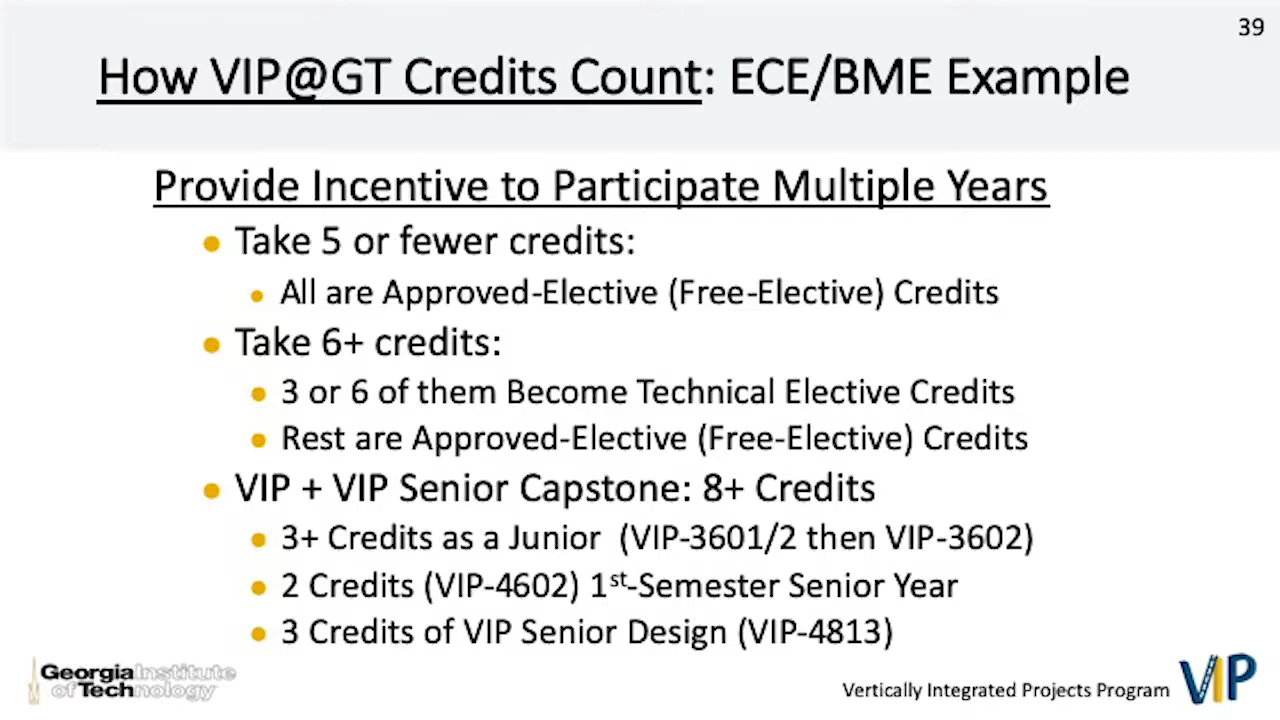 39
How VIP@GT Credits Count: ECE/BME Example
Provide Incentive to Participate Multiple Years
● Take 5 or fewer credits:
● All are Approved-Elective (Free-Elective) Credits
● Take 6+ credits:
● 3 or 6 of them Become Technical Elective Credits
● Rest are Approved-Elective (Free-Elective) Credits
● VIP + VIP Senior Capstone: 8+ Credits
● 3+ Credits as a Junior (VIP-3601/2 then VIP-3602)
● 2 Credits (VIP-4602) 1st-Semester Senior Year
● 3 Credits of VIP Senior Design (VIP-4813)
Georgia Institute
of Technology
Vertically Integrated Projects Program
VIP